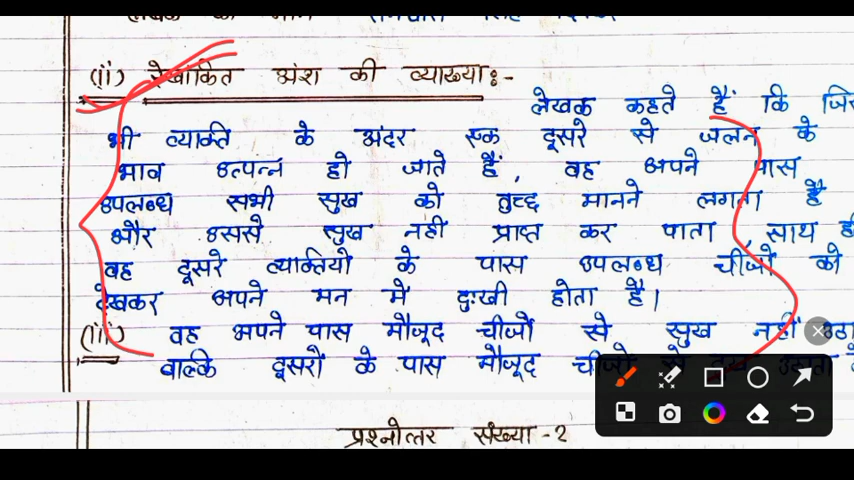 (ii) रेखांकित अंश की व्याख्या:-
लेखक कहते हैं कि
भी व्यक्ति के अंदर एक दूसरे से जलन के
भाव उत्पन्न हो जाते हैं, वह अपने पास
उपलब्ध सभी सुख को तुच्छ मानने लगता है
और उससे सुख नहीं प्राप्त कर पाता, साथ
वह दूसरे व्यक्तियों के पास उपलब्ध चीजों को
देखकर अपने मन में दुःखी होता है।
(iii) वह अपने पास मौजूद चीजों से सुख नहीं
बल्कि दूसरों के पास मौजूद चीजों से
प्रश्नोत्तर संख्या -2